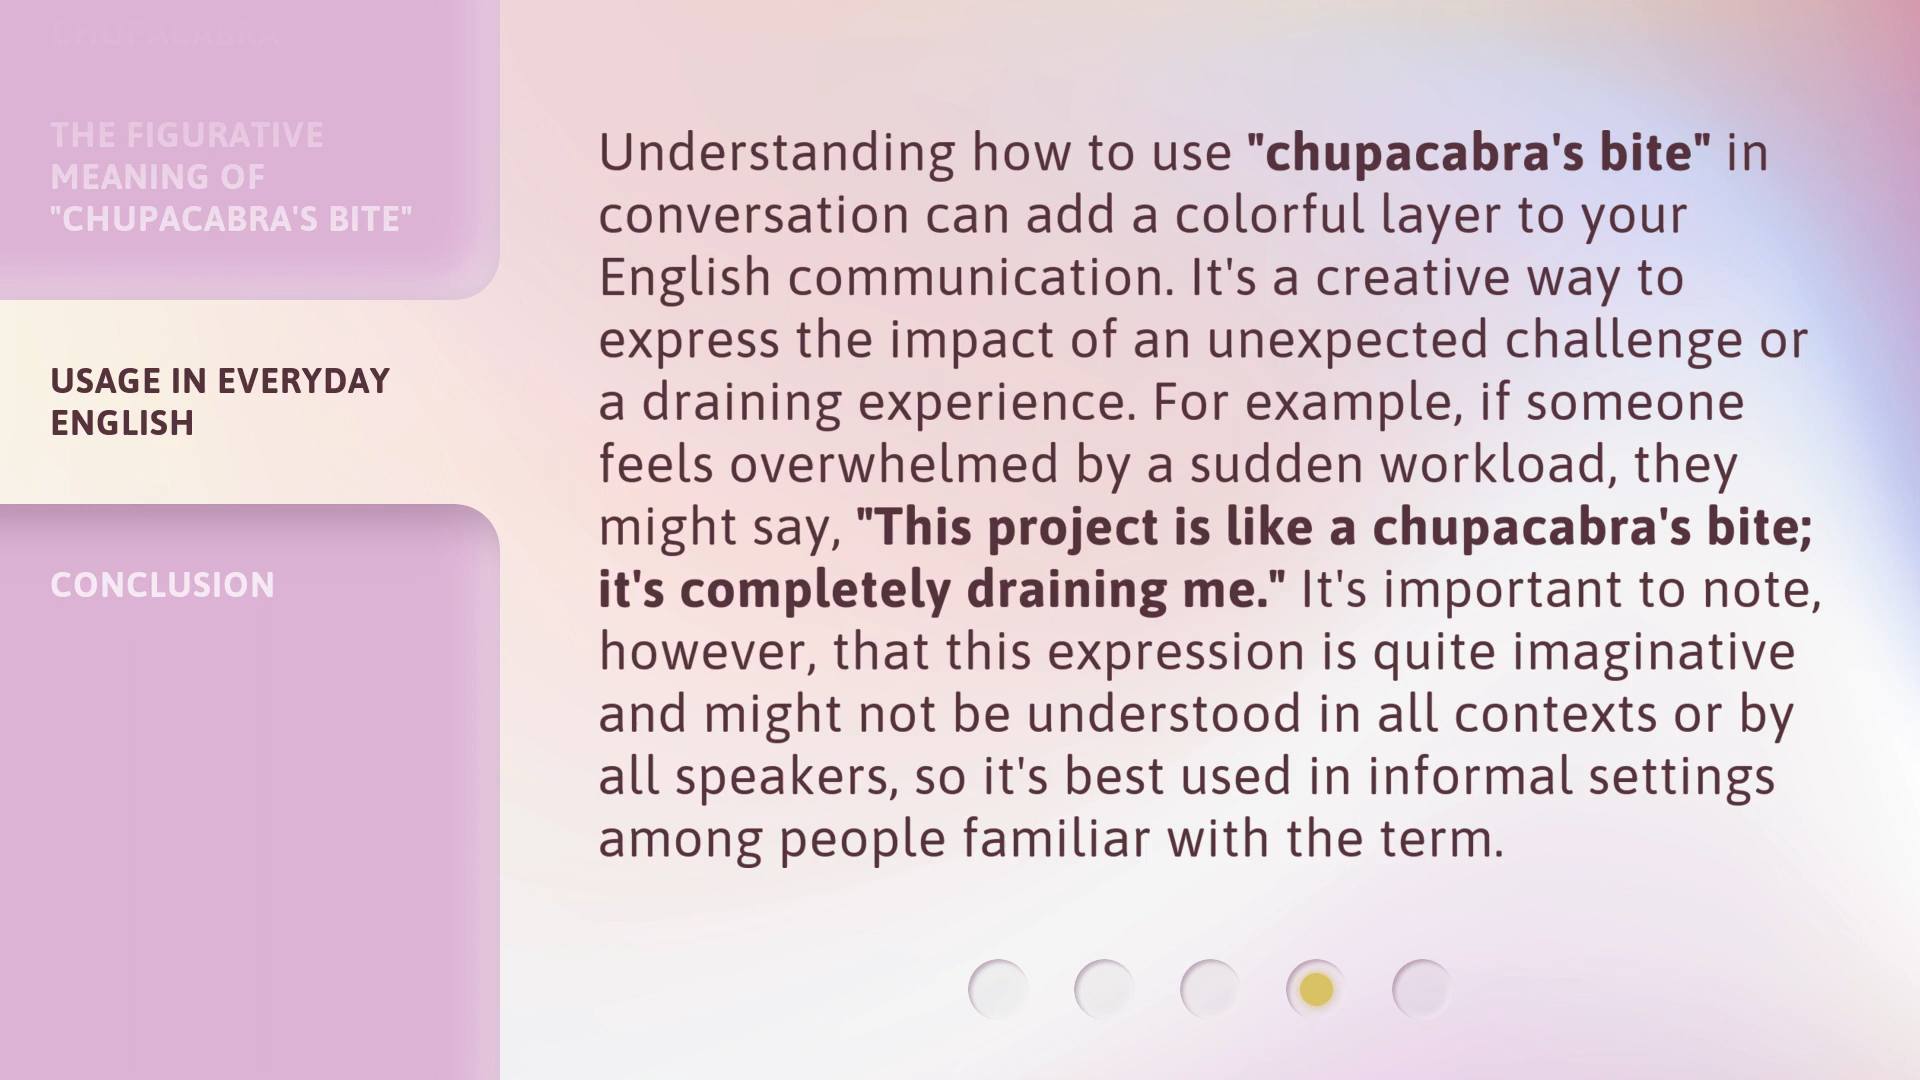 CHUPACABRA
THE FIGURATIVE
MEANING OF
"CHUPACABRA'S BITE"
USAGE IN EVERYDAY
ENGLISH
CONCLUSION
Understanding how to use "chupacabra's bite" in
conversation can add a colorful layer to your
English communication. It's a creative way to
express the impact of an unexpected challenge or
a draining experience. For example, if someone
feels overwhelmed by a sudden workload, they
might say, "This project is like a chupacabra's bite;
it's completely draining me." It's important to note,
however, that this expression is quite imaginative
and might not be understood in all contexts or by
all speakers, so it's best used in informal settings
among people familiar with the term.